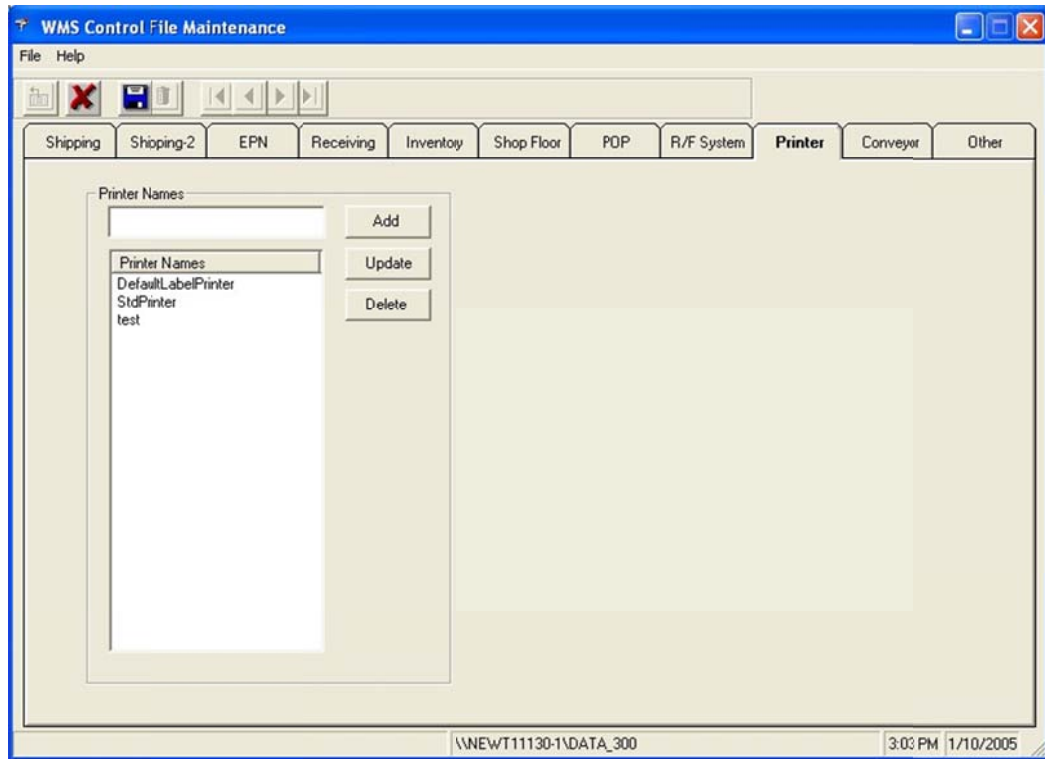 WMS Control File Maintenance
File Help
Shipping Shipping-2 EPN Receiving Inventory Shop Floor POP R/F System Printer Conveyor Other
Printer Names
Add
Printer Names
Update
DefaultLabelPrinter
StdPrinter
Delete
test
\\NEWT11130-1\DATA_300 3:03 PM 1/10/2005